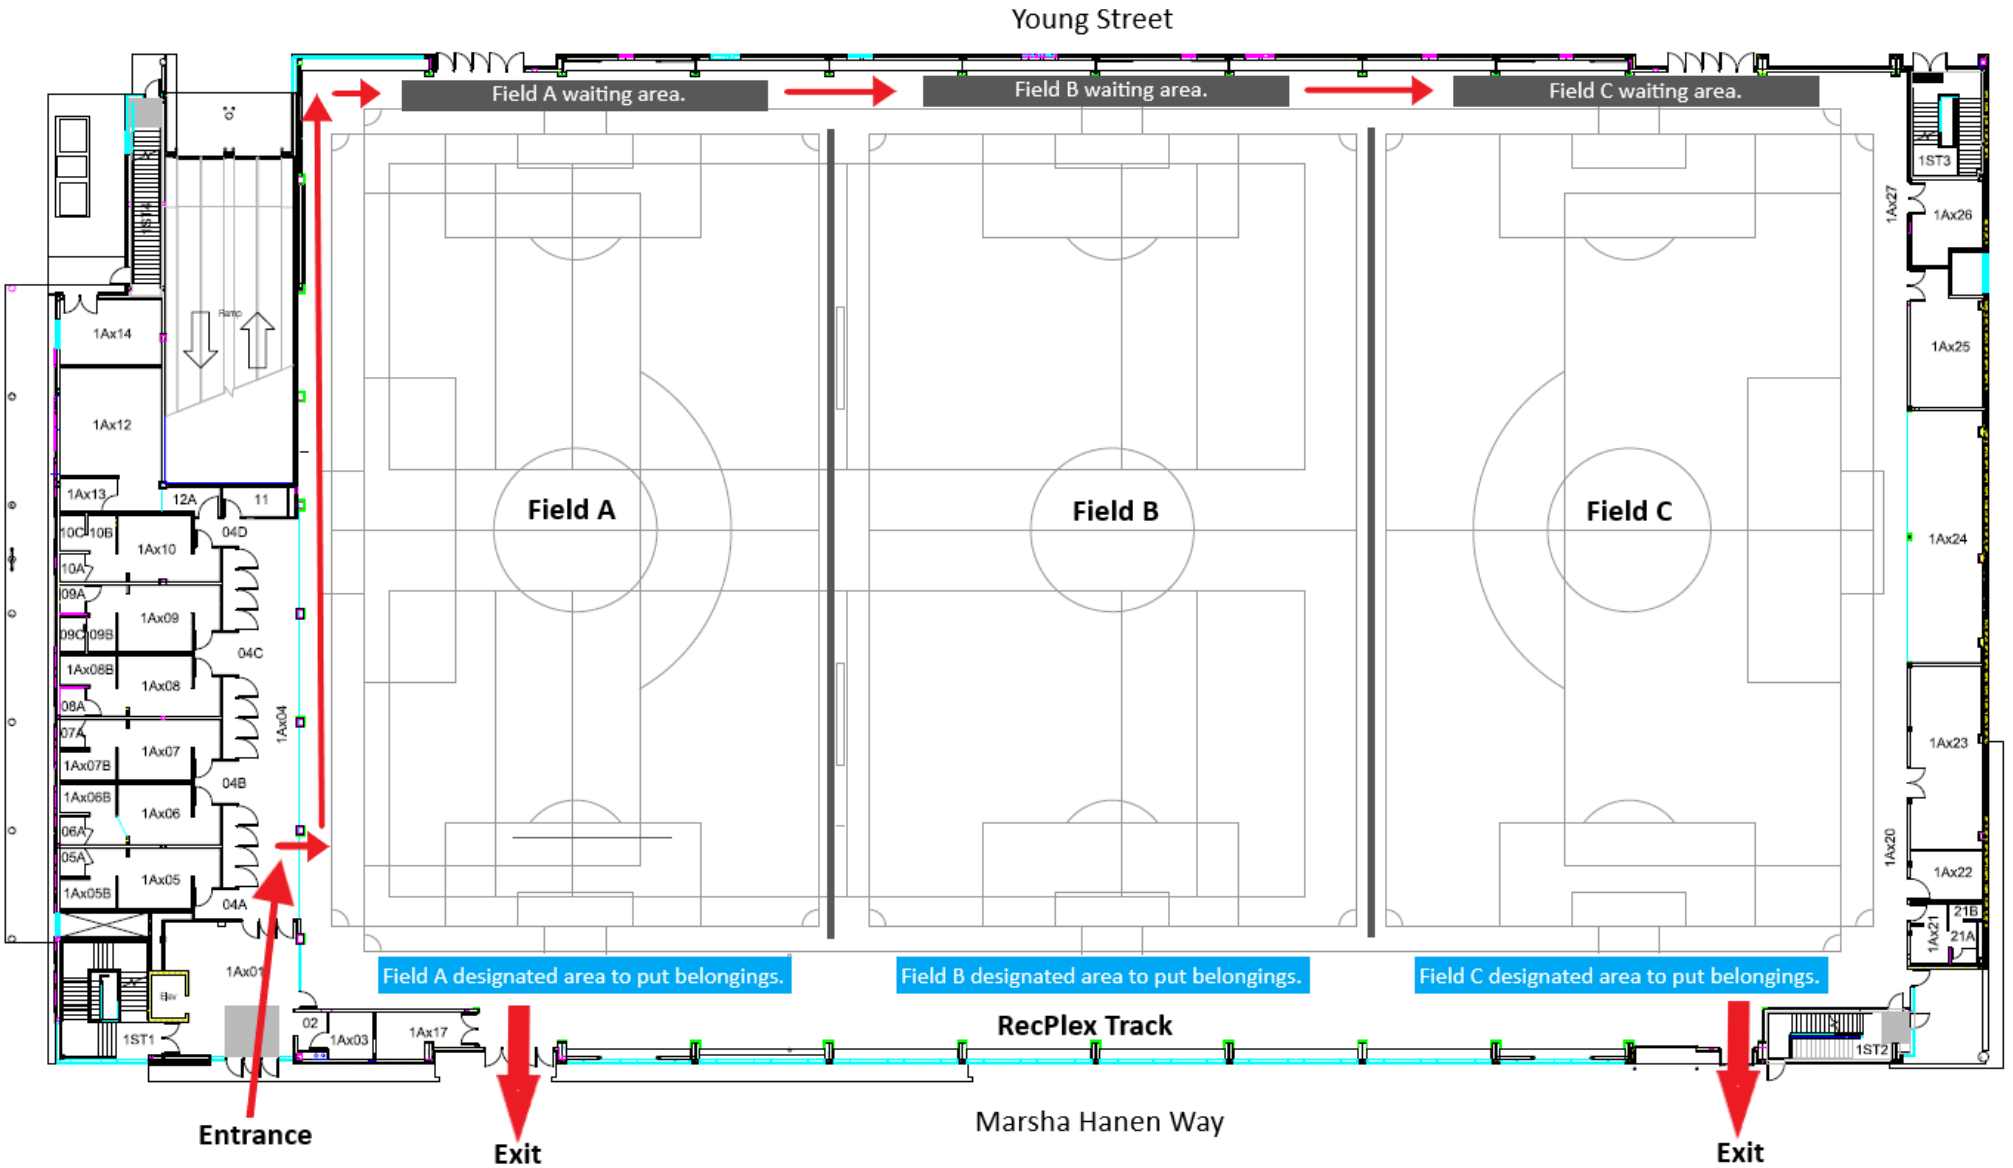 Young Street
Field A waiting area.
Field B waiting area.
Field C waiting area.
1ST3
1ST4
1Ax27
1Ax26
Ramp
1Ax14
1Ax25
1Ax12
1Ax13
12A
11
Field A
Field B
Field C
10C
10B
04D
1Ax10
1Ax24
10A
09A
1Ax09
09C
09B
04C
1Ax08B
1Ax08
08A
1Ax04
07A
1Ax07
1Ax23
1Ax07B
04B
1Ax06B
1Ax06
06A
1Ax20
05A
1Ax05
1Ax22
1Ax05B
04A
21B
1Ax21
21A
1Ax01
Field A designated area to put belongings.
Field B designated area to put belongings.
Field C designated area to put belongings.
Elev
02
1ST1
1Ax03
1Ax17
RecPlex Track
1ST2
Entrance
Marsha Hanen Way
Exit
Exit